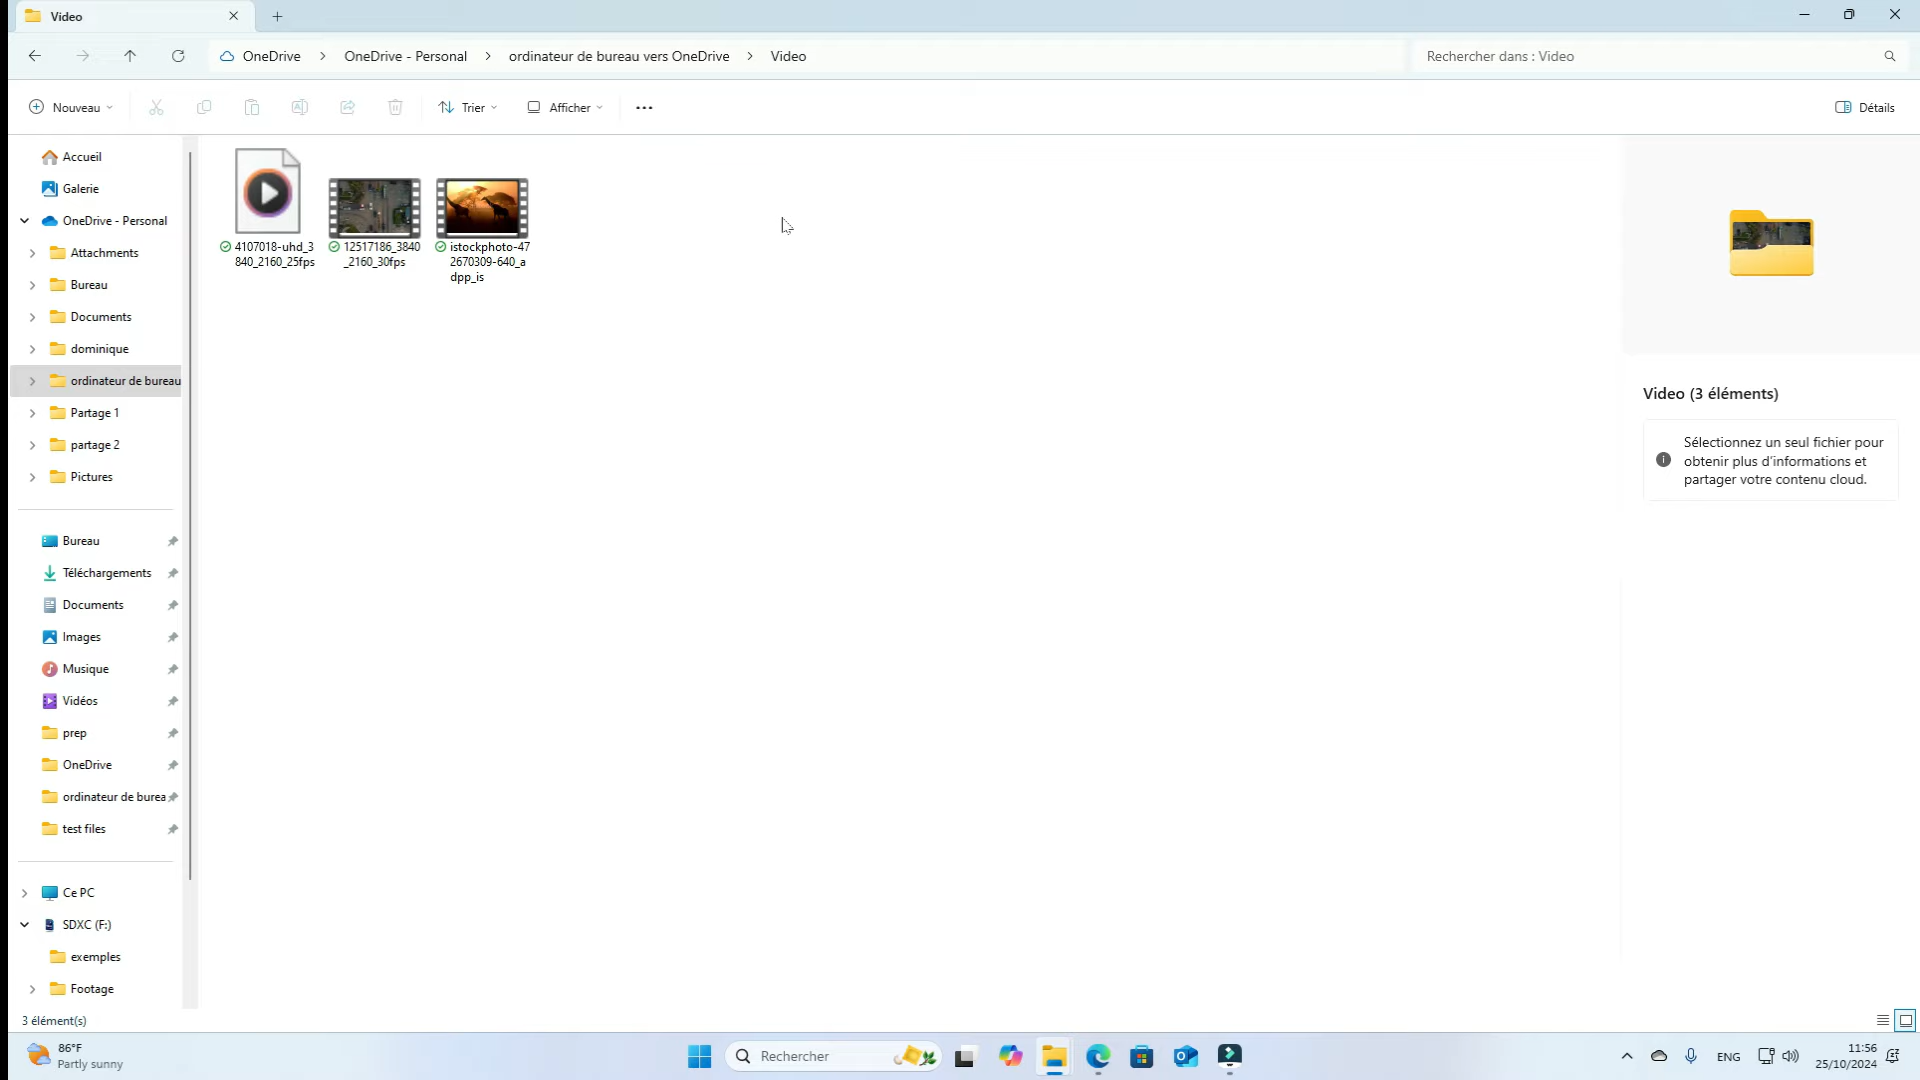 Video
OneDrive
OneDrive - Personal
ordinateur de bureau vers OneDrive
Video
Rechercher dans : Video
Nouveau
Trier
Afficher
Détails
Accueil
Galerie
OneDrive - Personal
Attachments
Bureau
Documents
dominique
ordinateur de bureau
Partage 1
partage 2
Pictures
Bureau
Téléchargements
Documents
Images
Musique
Vidéos
prep
OneDrive
ordinateur de burea
test files
Ce PC
SDXC (F:)
exemples
Footage
4107018-uhd_3
840_2160_25fps
12517186_3840
_2160_30fps
istockphoto-47
2670309-640_a
dpp_is
Video (3 éléments)
Sélectionnez un seul fichier pour
obtenir plus d'informations et
partager votre contenu cloud.
3 élément(s)
86°F
Partly sunny
Rechercher
ENG
11:56
25/10/2024